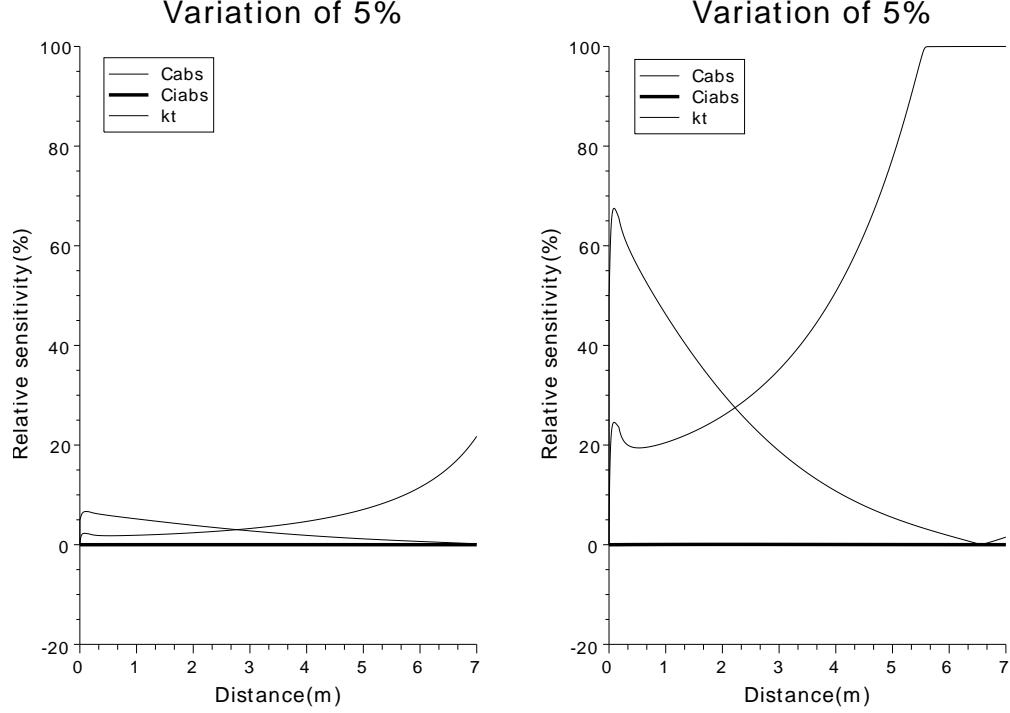 Variation of 5%
100
80
60
40
20
0
-20
Relative sensitivity(%)
Cabs
Ciabs
kt
0 1 2 3 4 5 6 7
Distance(m)
Variation of 5%
100
80
60
40
20
0
-20
Relative sensitivity(%)
Cabs
Ciabs
kt
0 1 2 3 4 5 6 7
Distance(m)